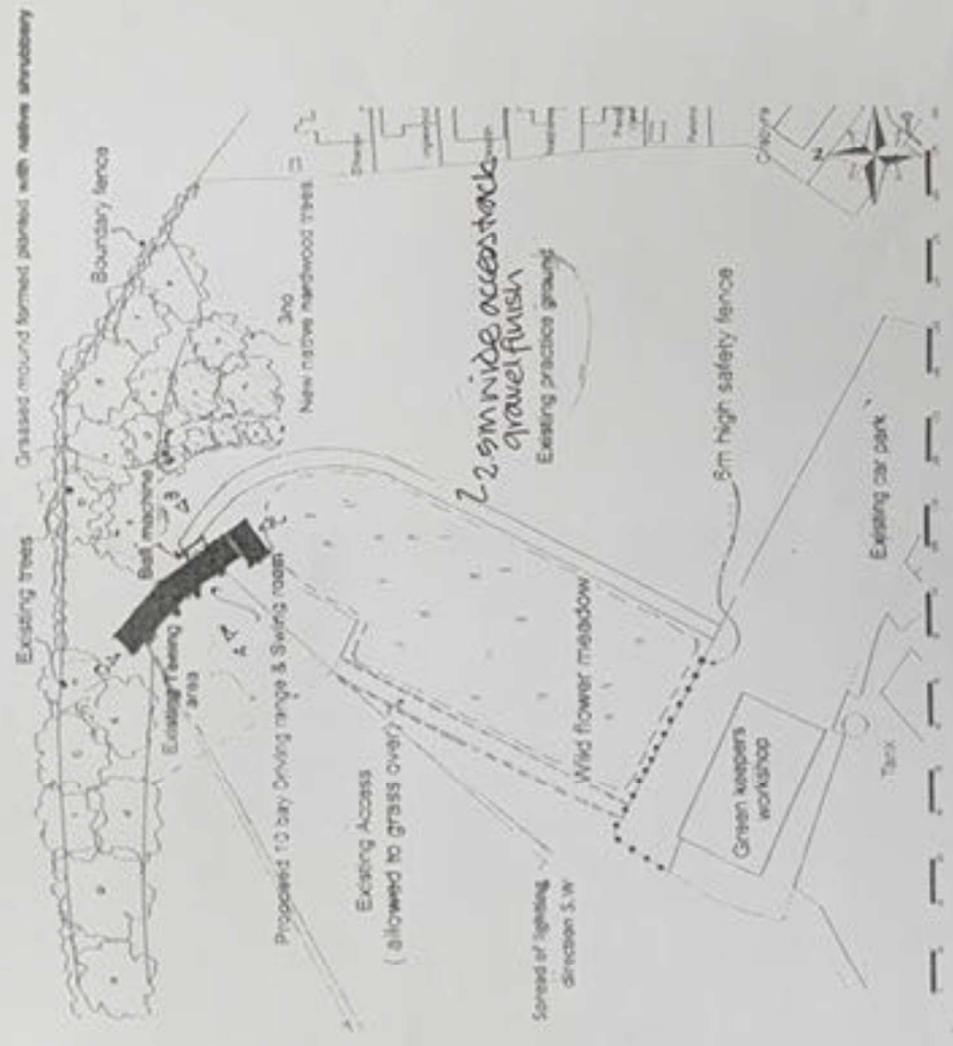 Existing trees
Grassed mound formed planted with native shrubbery
Boundary fence
Ball machine
Existing Teeing
area
3no
New native hardwood trees
Proposed 10 bay Driving range & Swing room
Existing Access
(allowed to grass over)
2.25m wide access track
gravel finish
Existing practice ground
Wild flower meadow
6m high safety fence
Spread of lighting
direction S.W
Green keepers
workshop
Existing car park
Tank
A
B
N